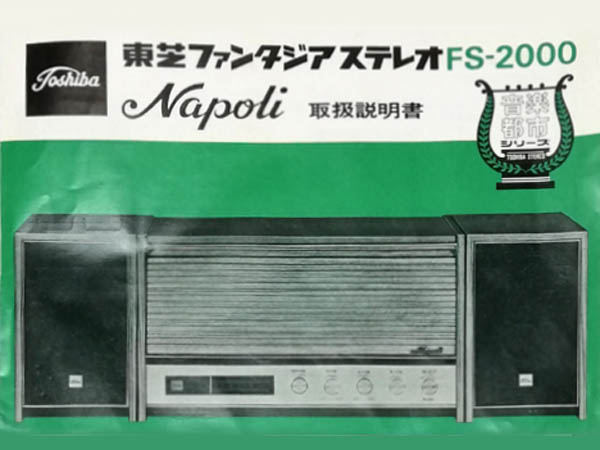 Toshiba
東芝ファンタジアステレオFS-2000
Napoli 取扱説明書
音楽
都市
シリーズ
TOSHIBA STEREO